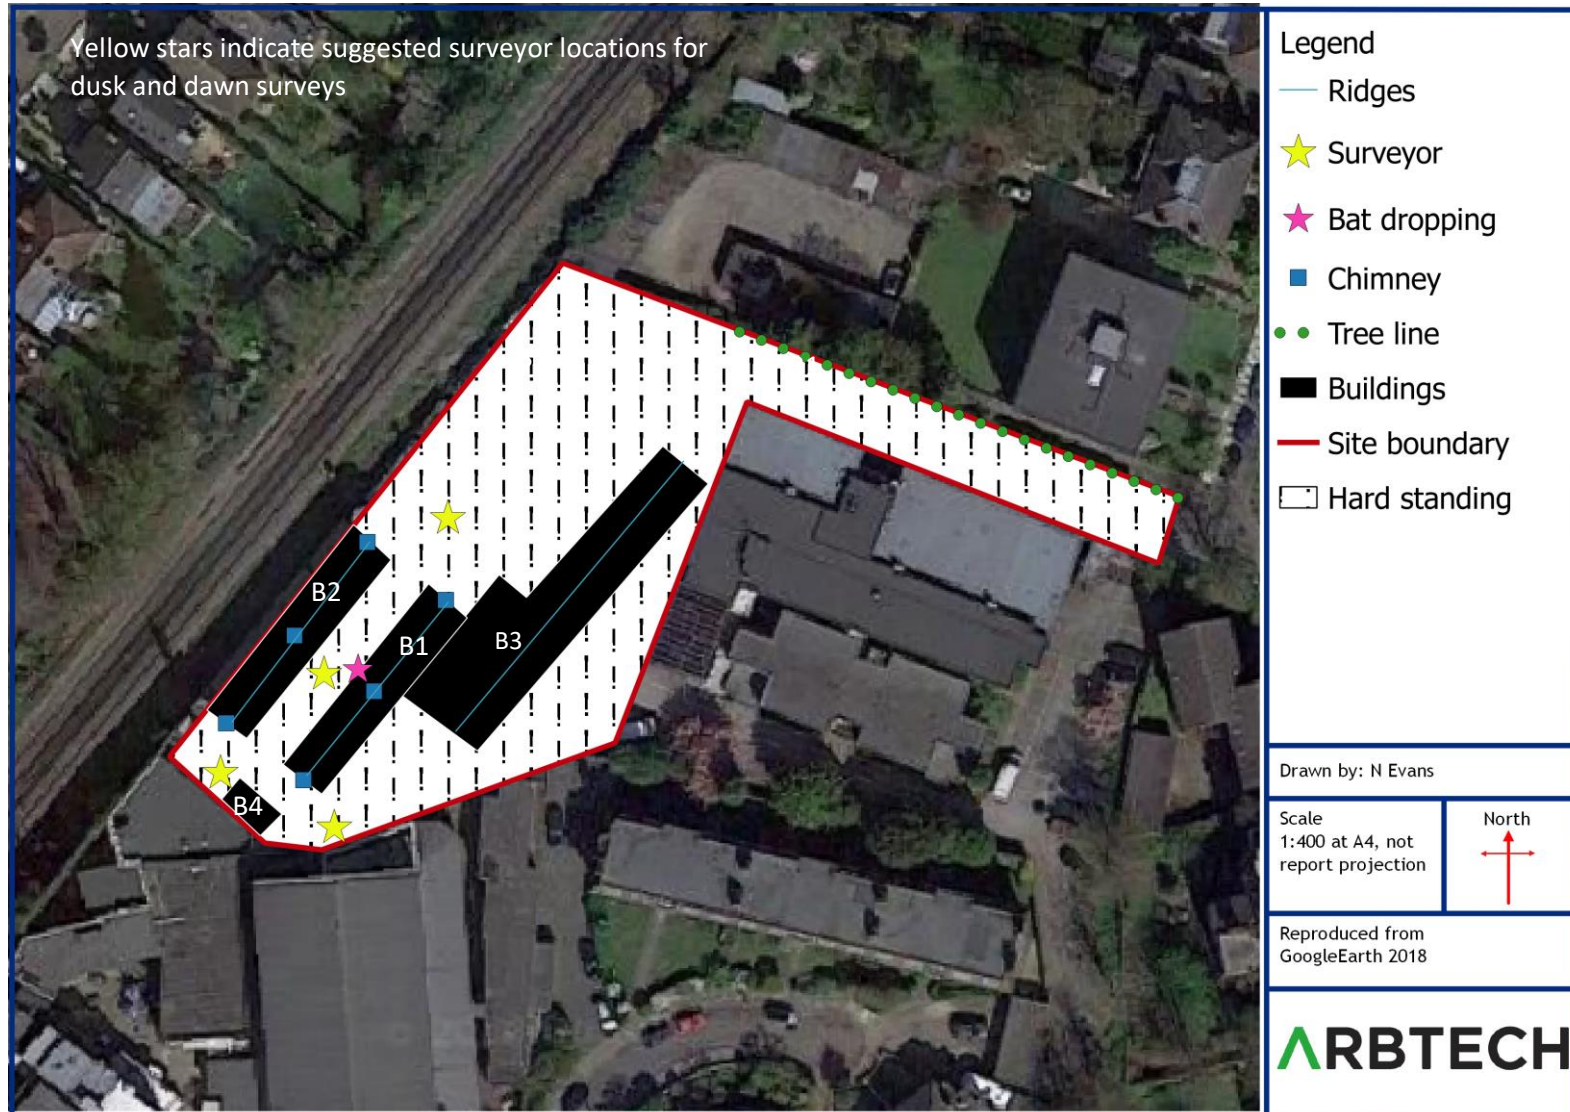 Yellow stars indicate suggested surveyor locations for
dusk and dawn surveys
B2
B1
B3
B4
Legend
Ridges
Surveyor
Bat dropping
Chimney
Tree line
Buildings
Site boundary
Hard standing
Drawn by: N Evans
Scale
1:400 at A4, not
report projection
North
Reproduced from
GoogleEarth 2018
ARBTECH